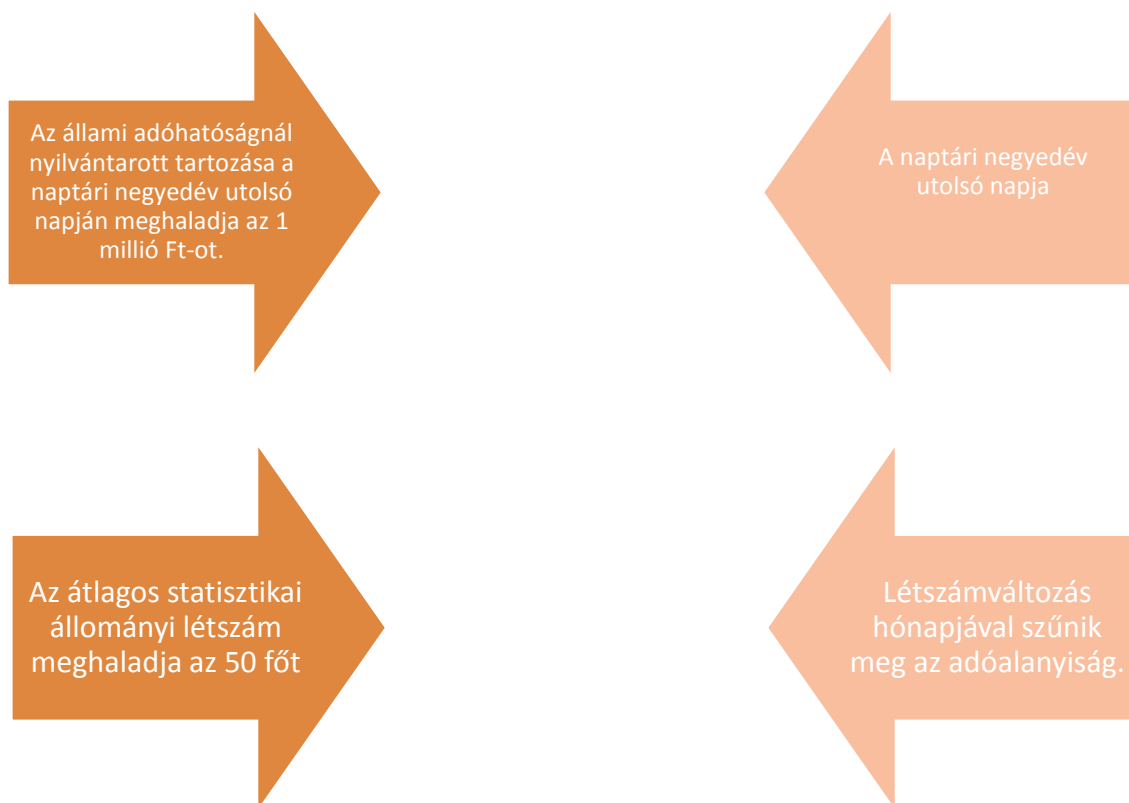 Az állami adóhatóságnál
nyilvántarott tartozása a
naptári negyedév utolsó
napján meghaladja az 1
millió Ft-ot.
A naptári negyedév
utolsó napja
Az átlagos statisztikai
állományi létszám
meghaladja az 50 főt
Létszámváltozás
hónapjával szűnik
meg az adóalanyiság.